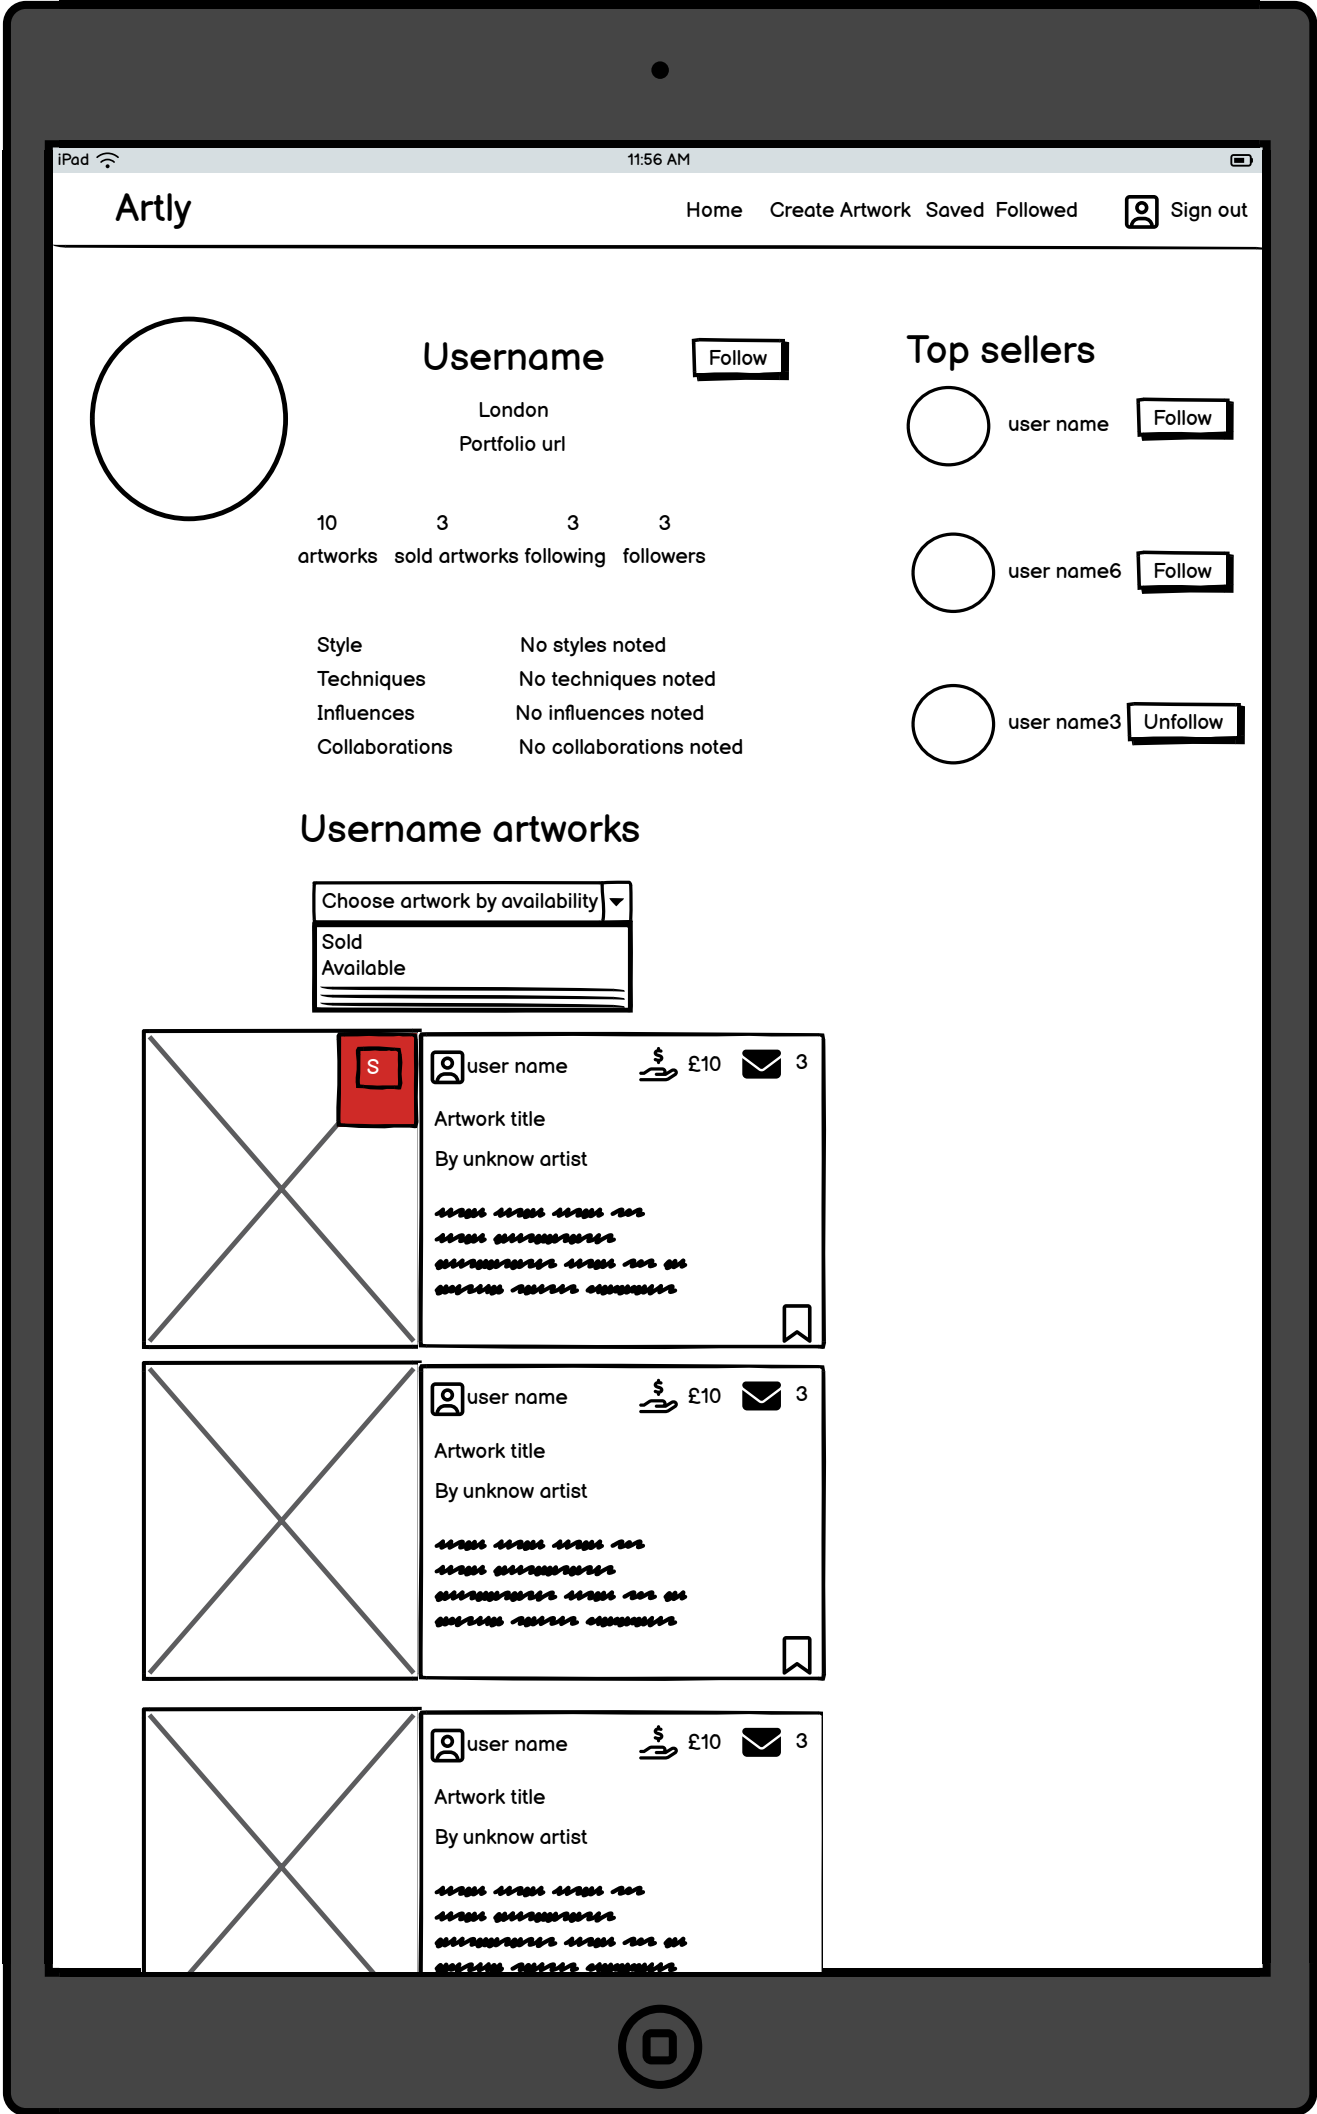 iPad 11:56 AM
Artly Home Create Artwork Saved Followed Sign out
Username Follow
London
Portfolio url
10 3 3 3
artworks sold artworks following followers
Style No styles noted
Techniques No techniques noted
Influences No influences noted
Collaborations No collaborations noted
Top sellers
user name Follow
user name6 Follow
user name3 Unfollow
Username artworks
Choose artwork by availability
Sold
Available
S
user name $ £10 3
Artwork title
By unknow artist
user name $ £10 3
Artwork title
By unknow artist
user name $ £10 3
Artwork title
By unknow artist